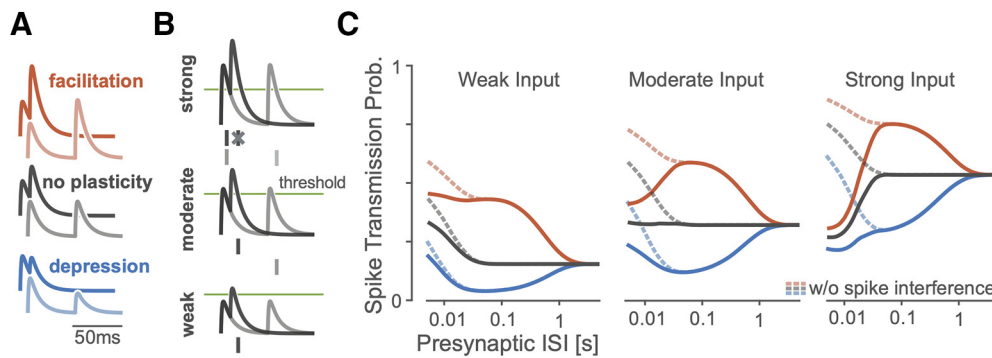 A
facilitation
no plasticity
depression
50ms
B
strong
moderate
weak
threshold
C
Spike Transmission Prob.
1
0
Weak Input
Moderate Input
Strong Input
0.01 0.1 1
0.01 0.1 1
0.01 0.1 1
Presynaptic ISI [s]
w/o spike interference